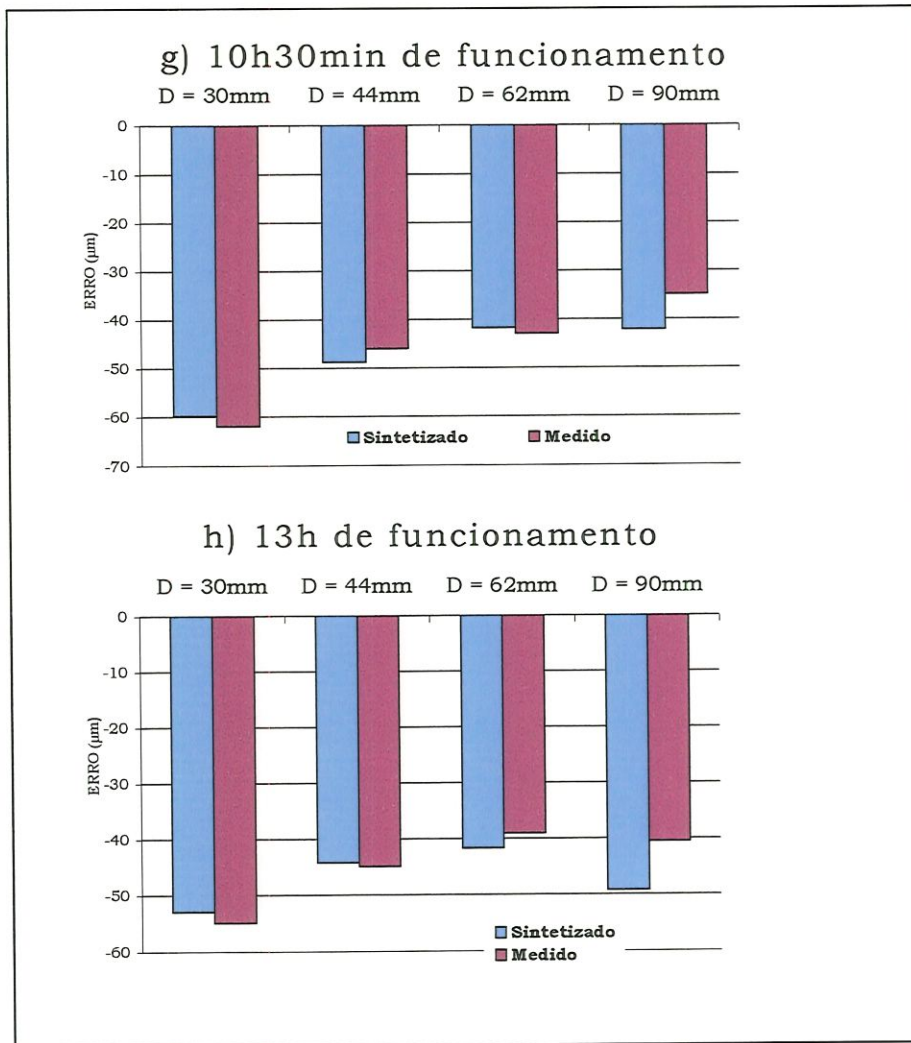 g) 10h30min de funcionamento
D = 30mm D = 44mm D = 62mm D = 90mm
0
-10
-20
-30
-40
-50
-60
-70
ERRO (µm)
Sintetizado Medido
h) 13h de funcionamento
D = 30mm D = 44mm D = 62mm D = 90mm
0
-10
-20
-30
-40
-50
-60
ERRO (µm)
Sintetizado
Medido